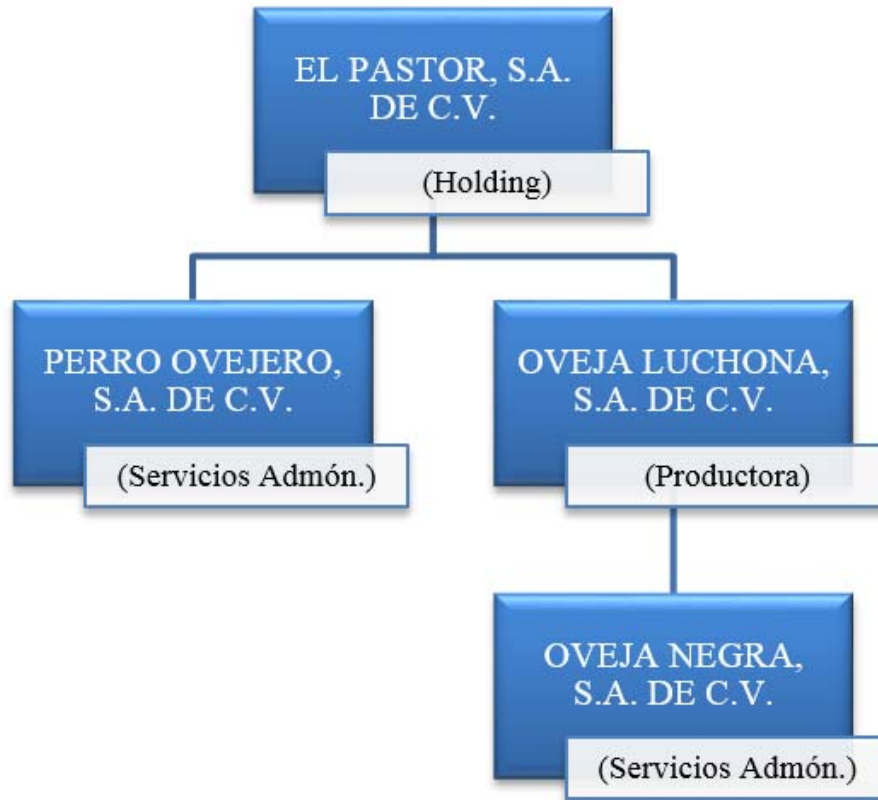 EL PASTOR, S.A.
DE C.V.
(Holding)
PERRO OVEJERO,
S.A. DE C.V.
(Servicios Admón.)
OVEJA LUCHONA,
S.A. DE C.V.
(Productora)
OVEJA NEGRA,
S.A. DE C.V.
(Servicios Admón.)